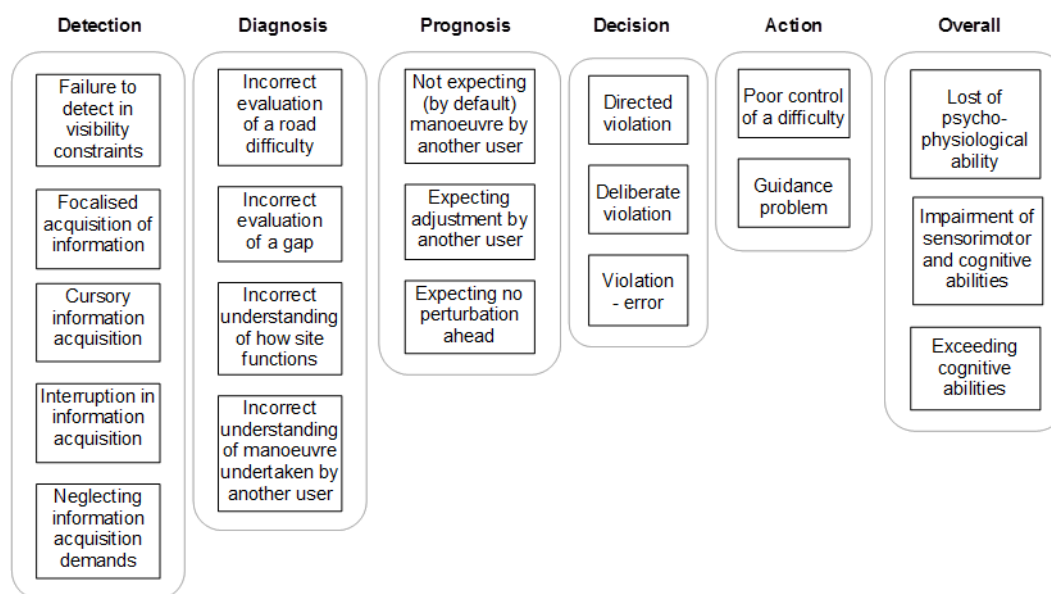 Detection
Diagnosis
Prognosis
Decision
Action
Overall
Failure to
detect in
visibility
constraints
Focalised
acquisition of
information
Cursory
information
acquisition
Interruption in
information
acquisition
Neglecting
information
acquisition
demands
Incorrect
evaluation
of a road
difficulty
Incorrect
evaluation
of a gap
Incorrect
understanding
of how site
functions
Incorrect
understanding
of manoeuvre
undertaken by
another user
Not expecting
(by default)
manoeuvre by
another user
Expecting
adjustment by
another user
Expecting no
perturbation
ahead
Directed
violation
Deliberate
violation
Violation
- error
Poor control
of a difficulty
Guidance
problem
Lost of
psycho-
physiological
ability
Impairment of
sensorimotor
and cognitive
abilities
Exceeding
cognitive
abilities